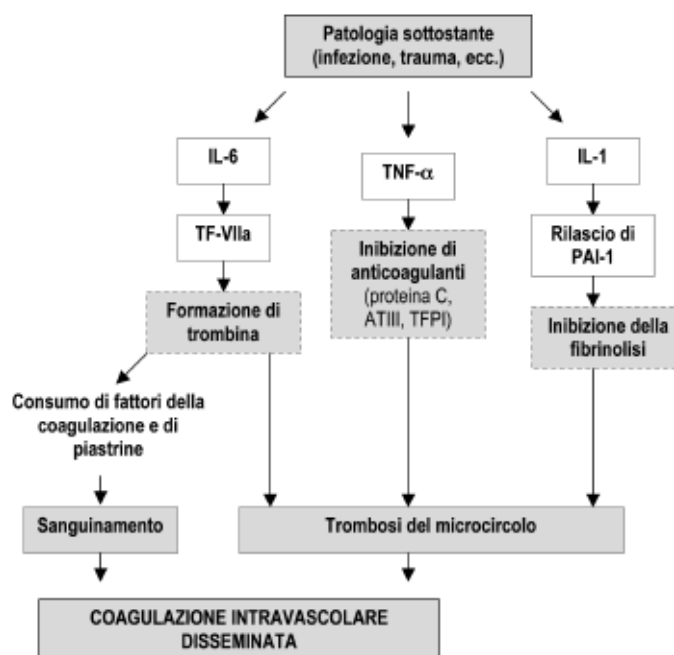 Patologia sottostante
(infezione, trauma, ecc.)
IL-6
TNF-α
IL-1
TF-VIIa
Inibizione di
anticoagulanti
(proteina C,
ATIII, TFPI)
Rilascio di
PAI-1
Formazione di
trombina
Inibizione della
fibrinolisi
Consumo di fattori della
coagulazione e di
piastrine
Sanguinamento
Trombosi del microcircolo
COAGULAZIONE INTRAVASCOLARE
DISSEMINATA